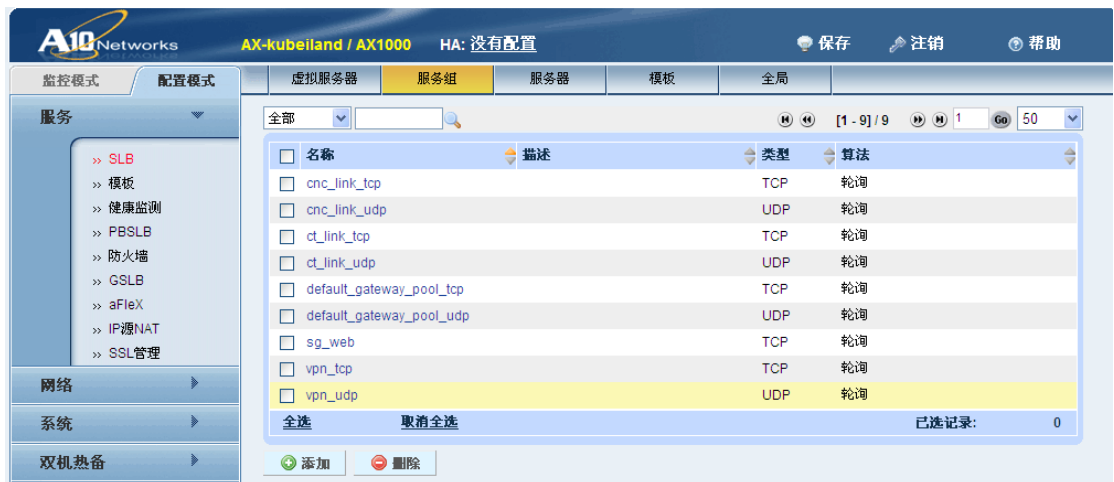 A10 Networks
AX-kubeiland / AX1000 HA: 没有配置 保存 注销 帮助
监控模式 配置模式 虚拟服务器 服务组 服务器 模板 全局
服务
» SLB
» 模板
» 健康监测
» PBSLB
» 防火墙
» GSLB
» aFleX
» IP源NAT
» SSL管理
网络
系统
双机热备
全部 [1 - 9] / 9 1 Go 50
名称 描述 类型 算法
cnc_link_tcp TCP 轮询
cnc_link_udp UDP 轮询
ct_link_tcp TCP 轮询
ct_link_udp UDP 轮询
default_gateway_pool_tcp TCP 轮询
default_gateway_pool_udp UDP 轮询
sg_web TCP 轮询
vpn_tcp TCP 轮询
vpn_udp UDP 轮询
全选 取消全选 已选记录: 0
添加 删除